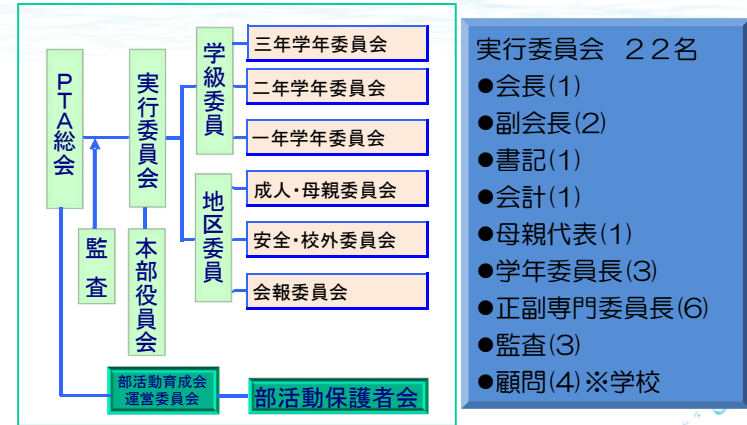 PTA総会
実行委員会
学級委員
三年学年委員会
二年学年委員会
一年学年委員会
地区委員
成人・母親委員会
安全・校外委員会
会報委員会
監査
本部役員会
部活動育成会
運営委員会
部活動保護者会
実行委員会 22名
●会長(1)
●副会長(2)
●書記(1)
●会計(1)
●母親代表(1)
●学年委員長(3)
●正副専門委員長(6)
●監査(3)
●顧問(4)※学校